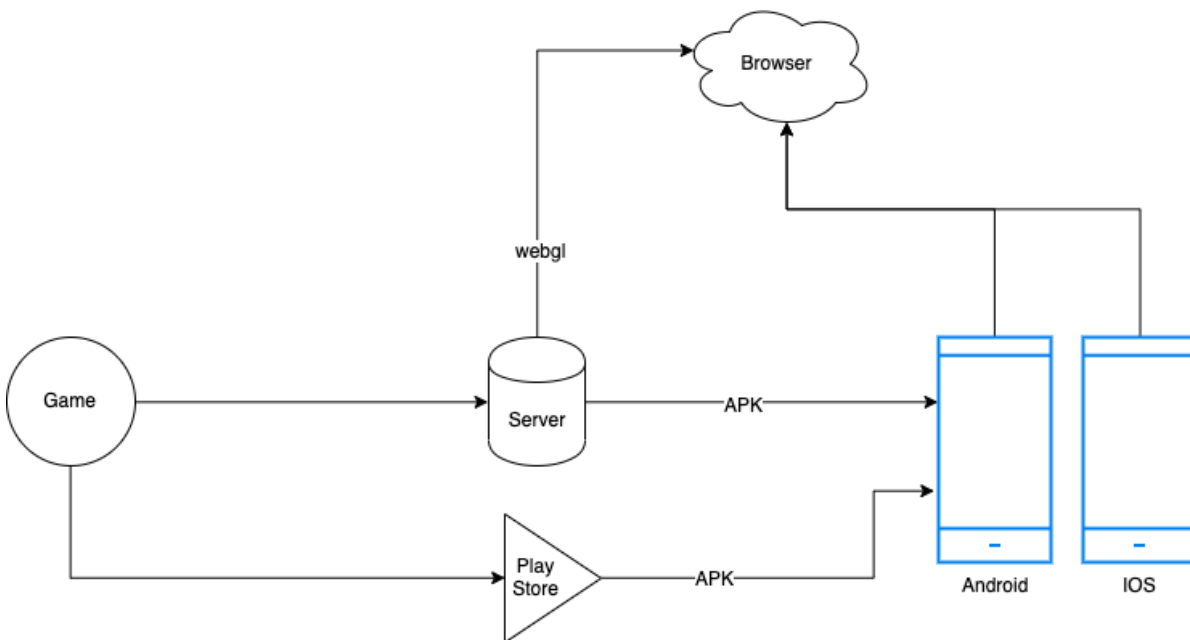 Browser
webgl
Game
Server
APK
Play
Store
APK
Android
IOS